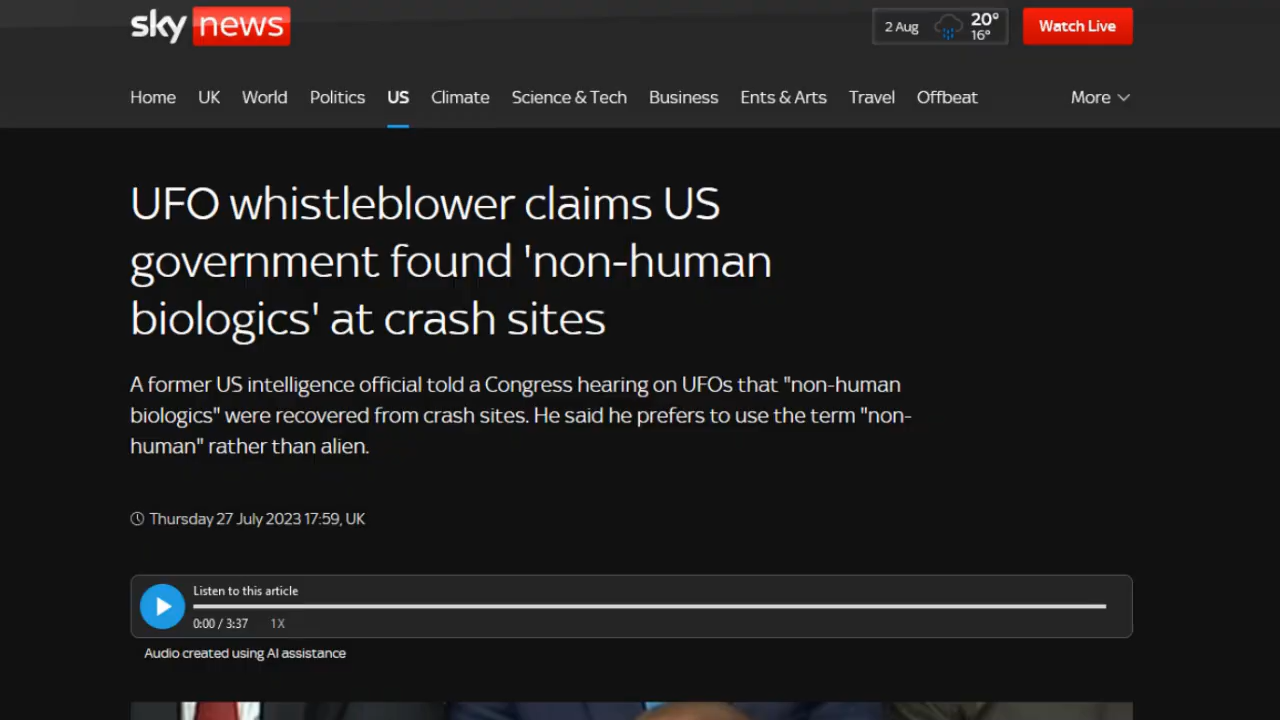 sky news
2 Aug
20°
16°
Watch Live
Home UK World Politics US Climate Science & Tech Business Ents & Arts Travel Offbeat More
UFO whistleblower claims US
government found 'non-human
biologics' at crash sites
A former US intelligence official told a Congress hearing on UFOs that "non-human
biologics" were recovered from crash sites. He said he prefers to use the term "non-
human" rather than alien.
Thursday 27 July 2023 17:59, UK
Listen to this article
0:00 / 3:37 1X
Audio created using AI assistance